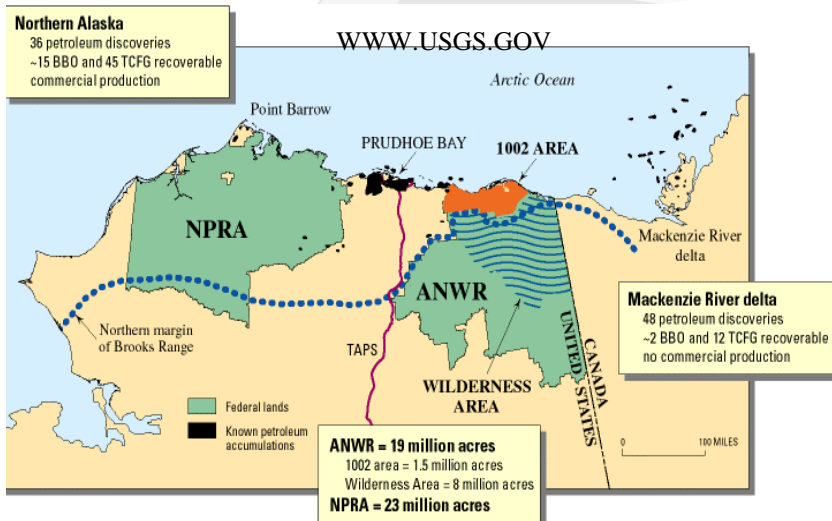 Northern Alaska
36 petroleum discoveries
~15 BBO and 45 TCFG recoverable
commercial production
WWW.USGS.GOV
Arctic Ocean
Point Barrow
PRUDHOE BAY
1002 AREA
NPRA
Mackenzie River
delta
ANWR
Mackenzie River delta
48 petroleum discoveries
~2 BBO and 12 TCFG recoverable
no commercial production
Northern margin
of Brooks Range
TAPS
WILDERNESS
AREA
CANADA
UNITED STATES
Federal lands
Known petroleum
accumulations
0 100 MILES
ANWR = 19 million acres
1002 area = 1.5 million acres
Wilderness Area = 8 million acres
NPRA = 23 million acres